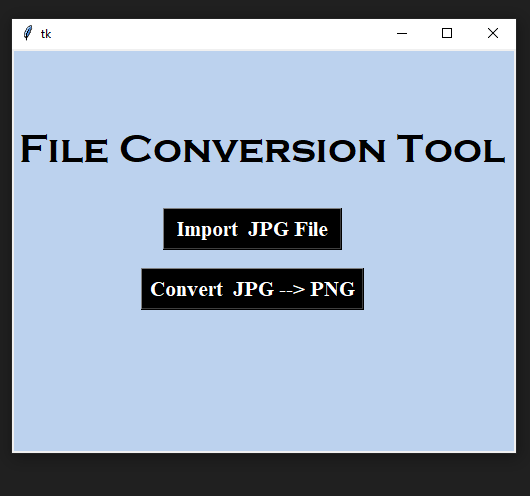 tk
File Conversion Tool
Import  JPG File
Convert  JPG --> PNG